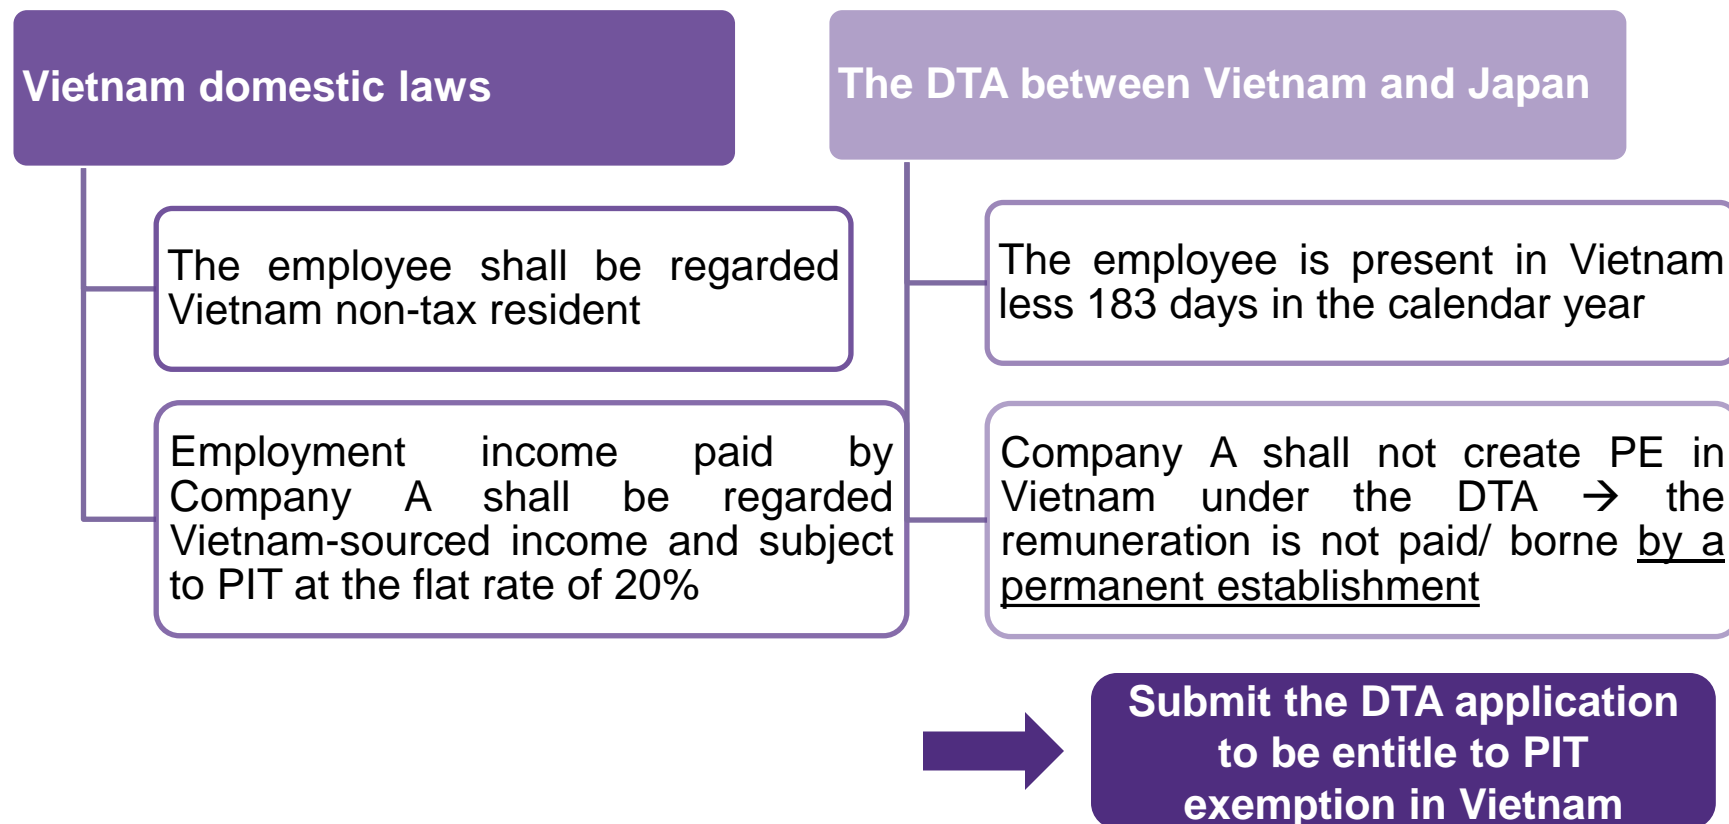 Vietnam domestic laws
The employee shall be regarded
Vietnam non-tax resident
Employment income paid by
Company A shall be regarded
Vietnam-sourced income and subject
to PIT at the flat rate of 20%
The DTA between Vietnam and Japan
The employee is present in Vietnam
less 183 days in the calendar year
Company A shall not create PE in
Vietnam under the DTA → the
remuneration is not paid/ borne by a
permanent establishment
Submit the DTA application
to be entitle to PIT
exemption in Vietnam